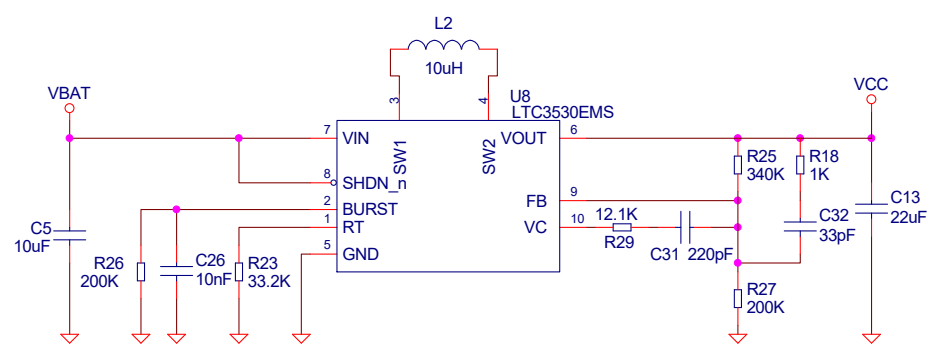 L2
10uH
VBAT
VCC
U8
LTC3530EMS
3
4
7
VIN
SW1
SW2
VOUT
6
8
SHDN_n
2
BURST
1
RT
5
GND
FB
9
VC
10
12.1K
R29
C31
220pF
R25
340K
R18
1K
C32
33pF
C13
22uF
R27
200K
C5
10uF
R26
200K
C26
10nF
R23
33.2K